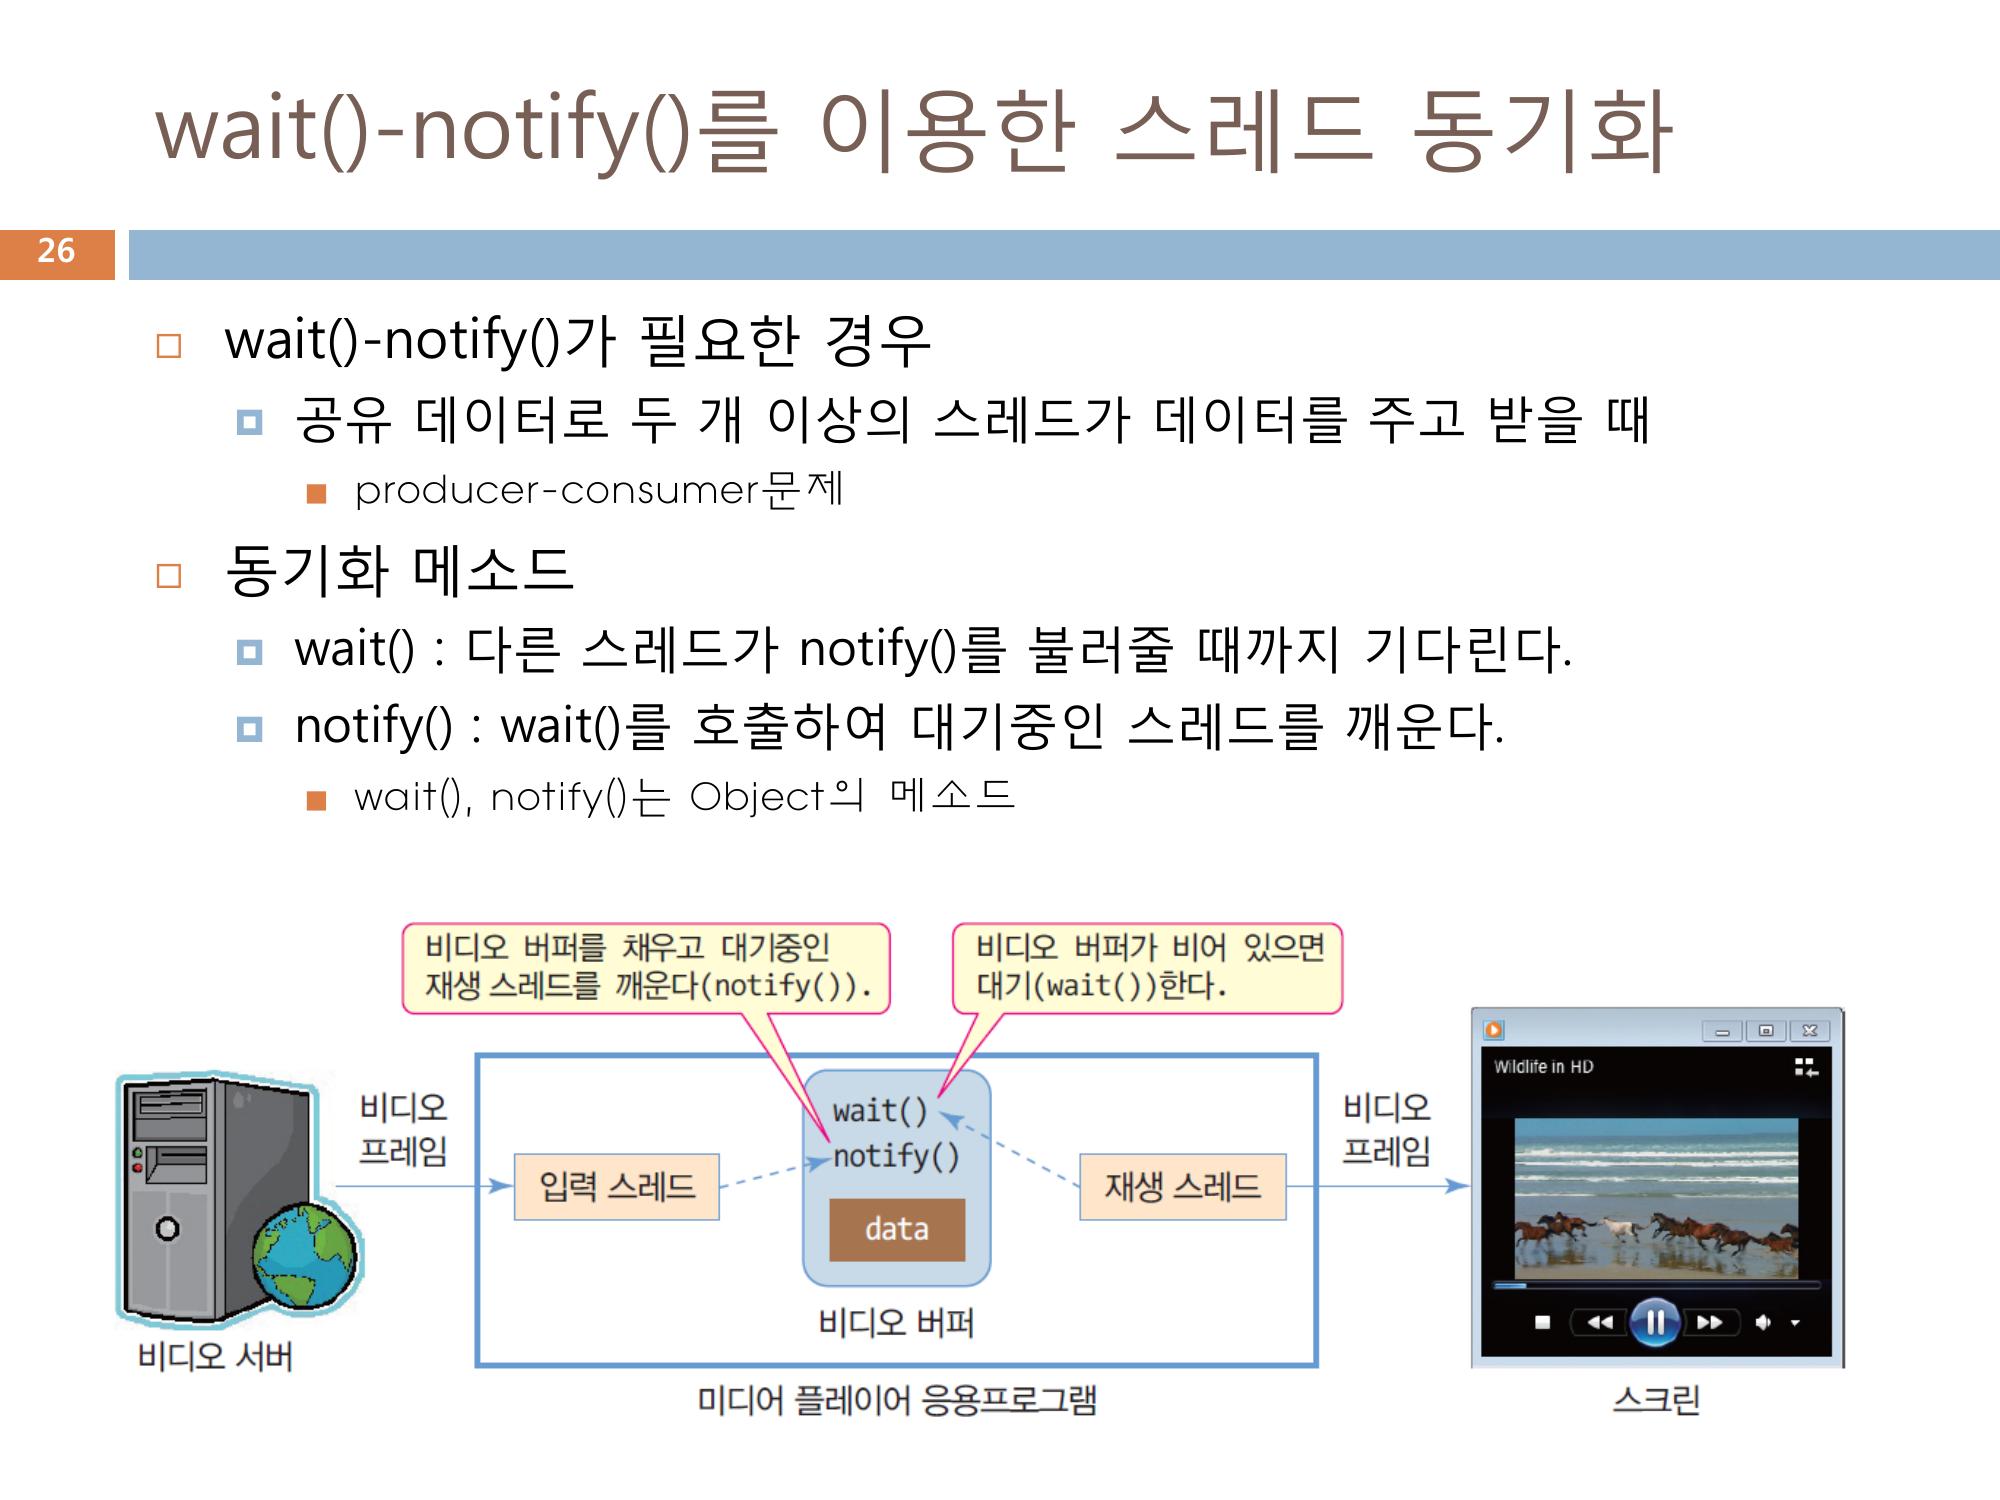 wait()-notify()를 이용한 스레드 동기화
26
wait()-notify()가 필요한 경우
공유 데이터로 두 개 이상의 스레드가 데이터를 주고 받을 때
producer-consumer문제
동기화 메소드
wait() : 다른 스레드가 notify()를 불러줄 때까지 기다린다.
notify() : wait()를 호출하여 대기중인 스레드를 깨운다.
wait(), notify()는 Object의 메소드
비디오 버퍼를 채우고 대기중인
재생 스레드를 깨운다(notify()).
비디오 버퍼가 비어 있으면
대기(wait())한다.
비디오
프레임
입력 스레드
wait()
notify()
data
비디오 버퍼
재생 스레드
비디오
프레임
Wildlife in HD
비디오 서버
미디어 플레이어 응용프로그램
스크린